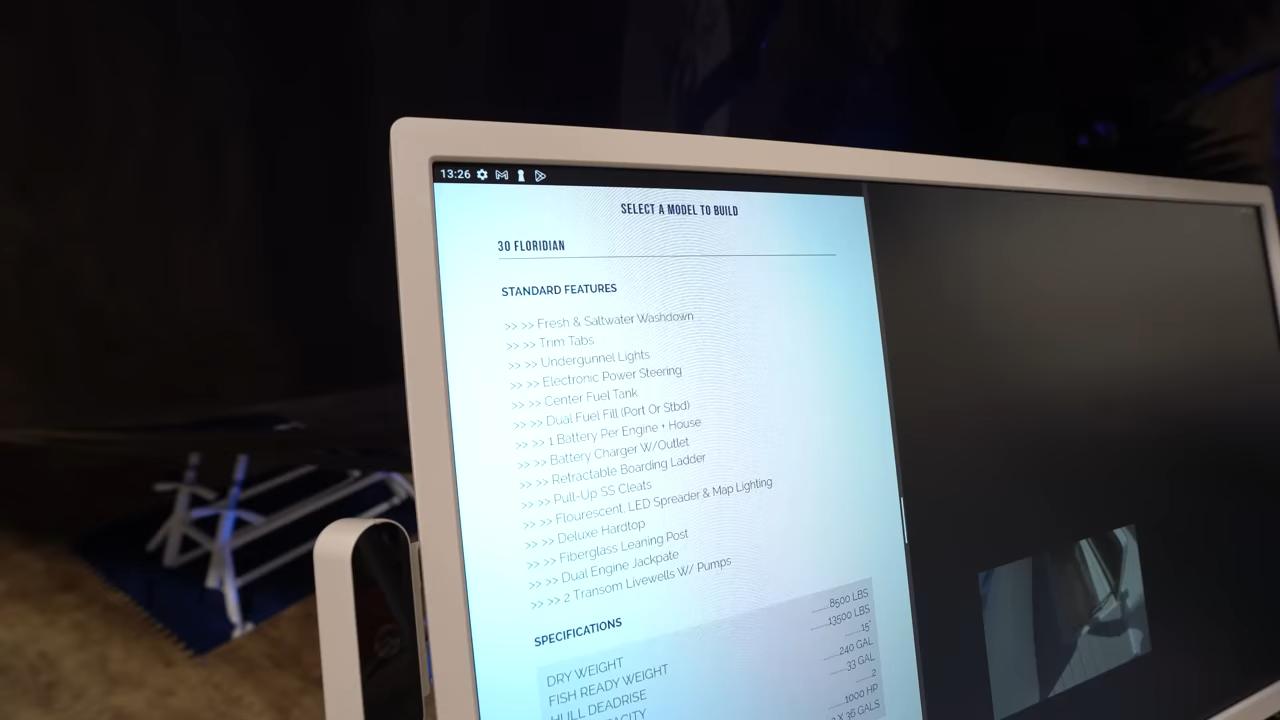 13:26
SELECT A MODEL TO BUILD
30 FLORIDIAN
STANDARD FEATURES
>> >> Fresh & Saltwater Washdown
>> >> Trim Tabs
>> >> Undergunnel Lights
>> >> Electronic Power Steering
>> >> Center Fuel Tank
>> >> Dual Fuel Fill (Port Or Stbd)
>> >> 1 Battery Per Engine + House
>> >> Battery Charger W/Outlet
>> >> Retractable Boarding Ladder
>> >> Pull-Up SS Cleats
>> >> Flourescent, LED Spreader & Map Lighting
>> >> Deluxe Hardtop
>> >> Fiberglass Leaning Post
>> >> Dual Engine Jackpate
>> >> 2 Transom Livewells W/ Pumps
SPECIFICATIONS
DRY WEIGHT ........8500 LBS
FISH READY WEIGHT ........13500 LBS
HULL DEADRISE ........15°
........240 GAL
........33 GAL
........2
........1000 HP
X 36 GALS